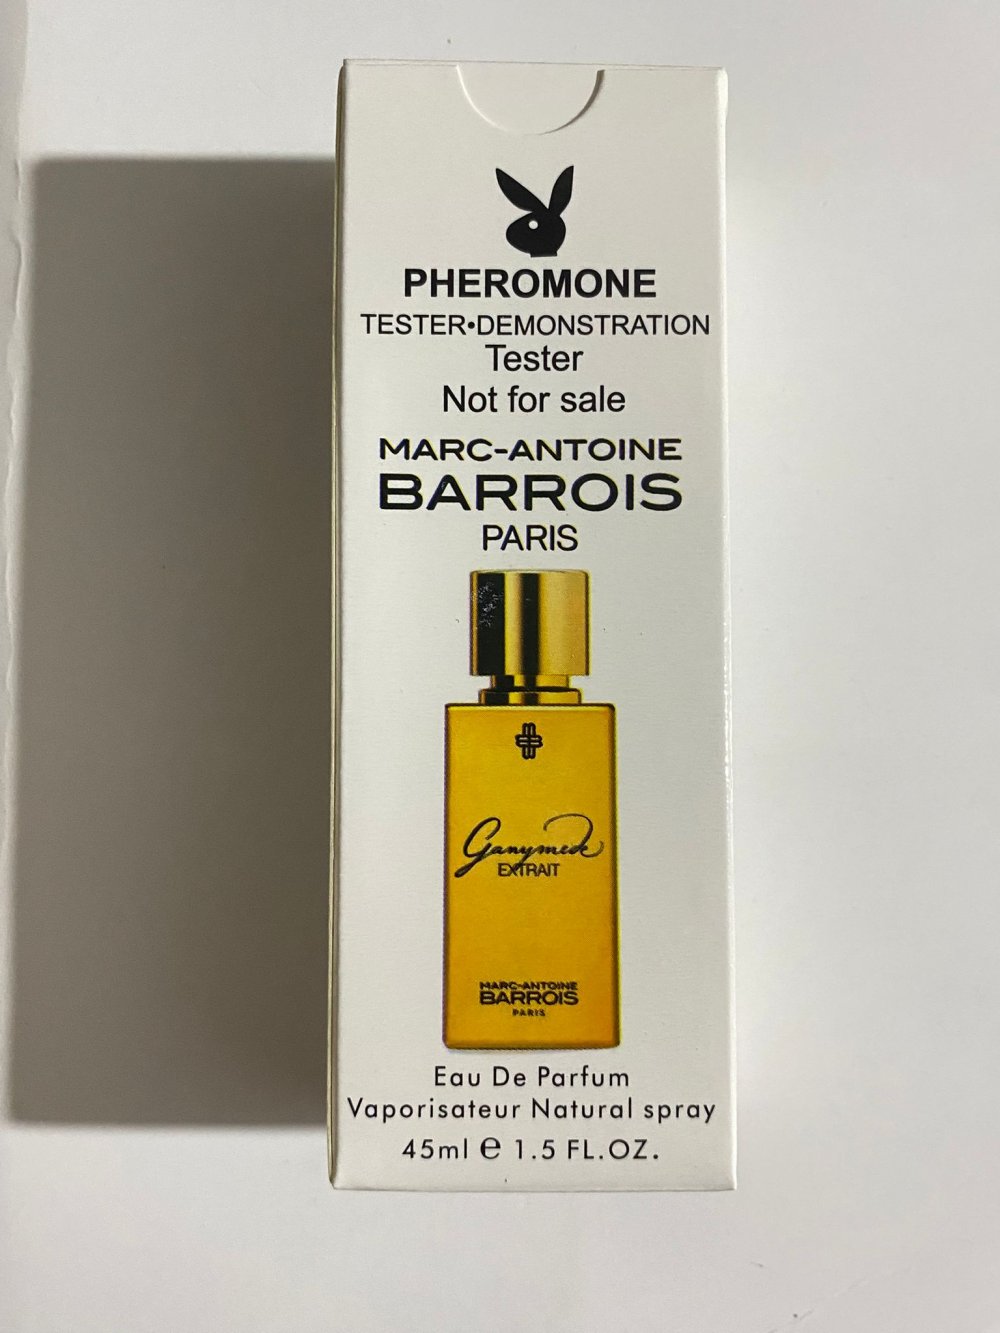 PHEROMONE
TESTER•DEMONSTRATION
Tester
Not for sale
MARC-ANTOINE
BARROIS
PARIS
Ganymede
EXTRAIT
MARC-ANTOINE
BARROIS
PARIS
Eau De Parfum
Vaporisateur Natural spray
45ml ℮ 1.5 FL.OZ.